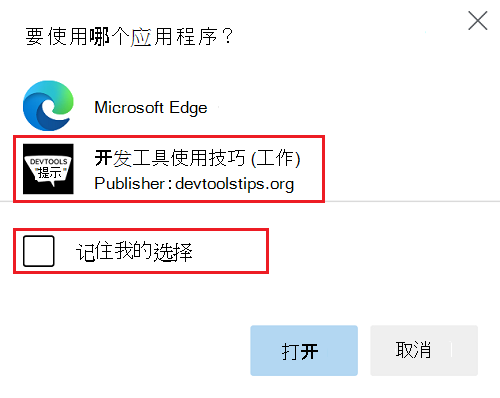 要使用哪个应用程序？
Microsoft Edge
DEVTOOLS
提示
开发工具使用技巧 (工作)
Publisher: devtoolstips.org
记住我的选择
打开
取消